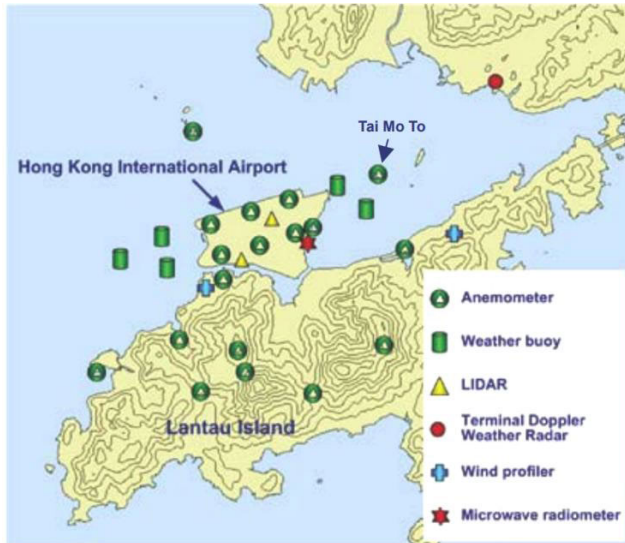 Tai Mo To
Hong Kong International Airport
Anemometer
Weather buoy
LIDAR
Terminal Doppler
Weather Radar
Lantau Island
Wind profiler
Microwave radiometer